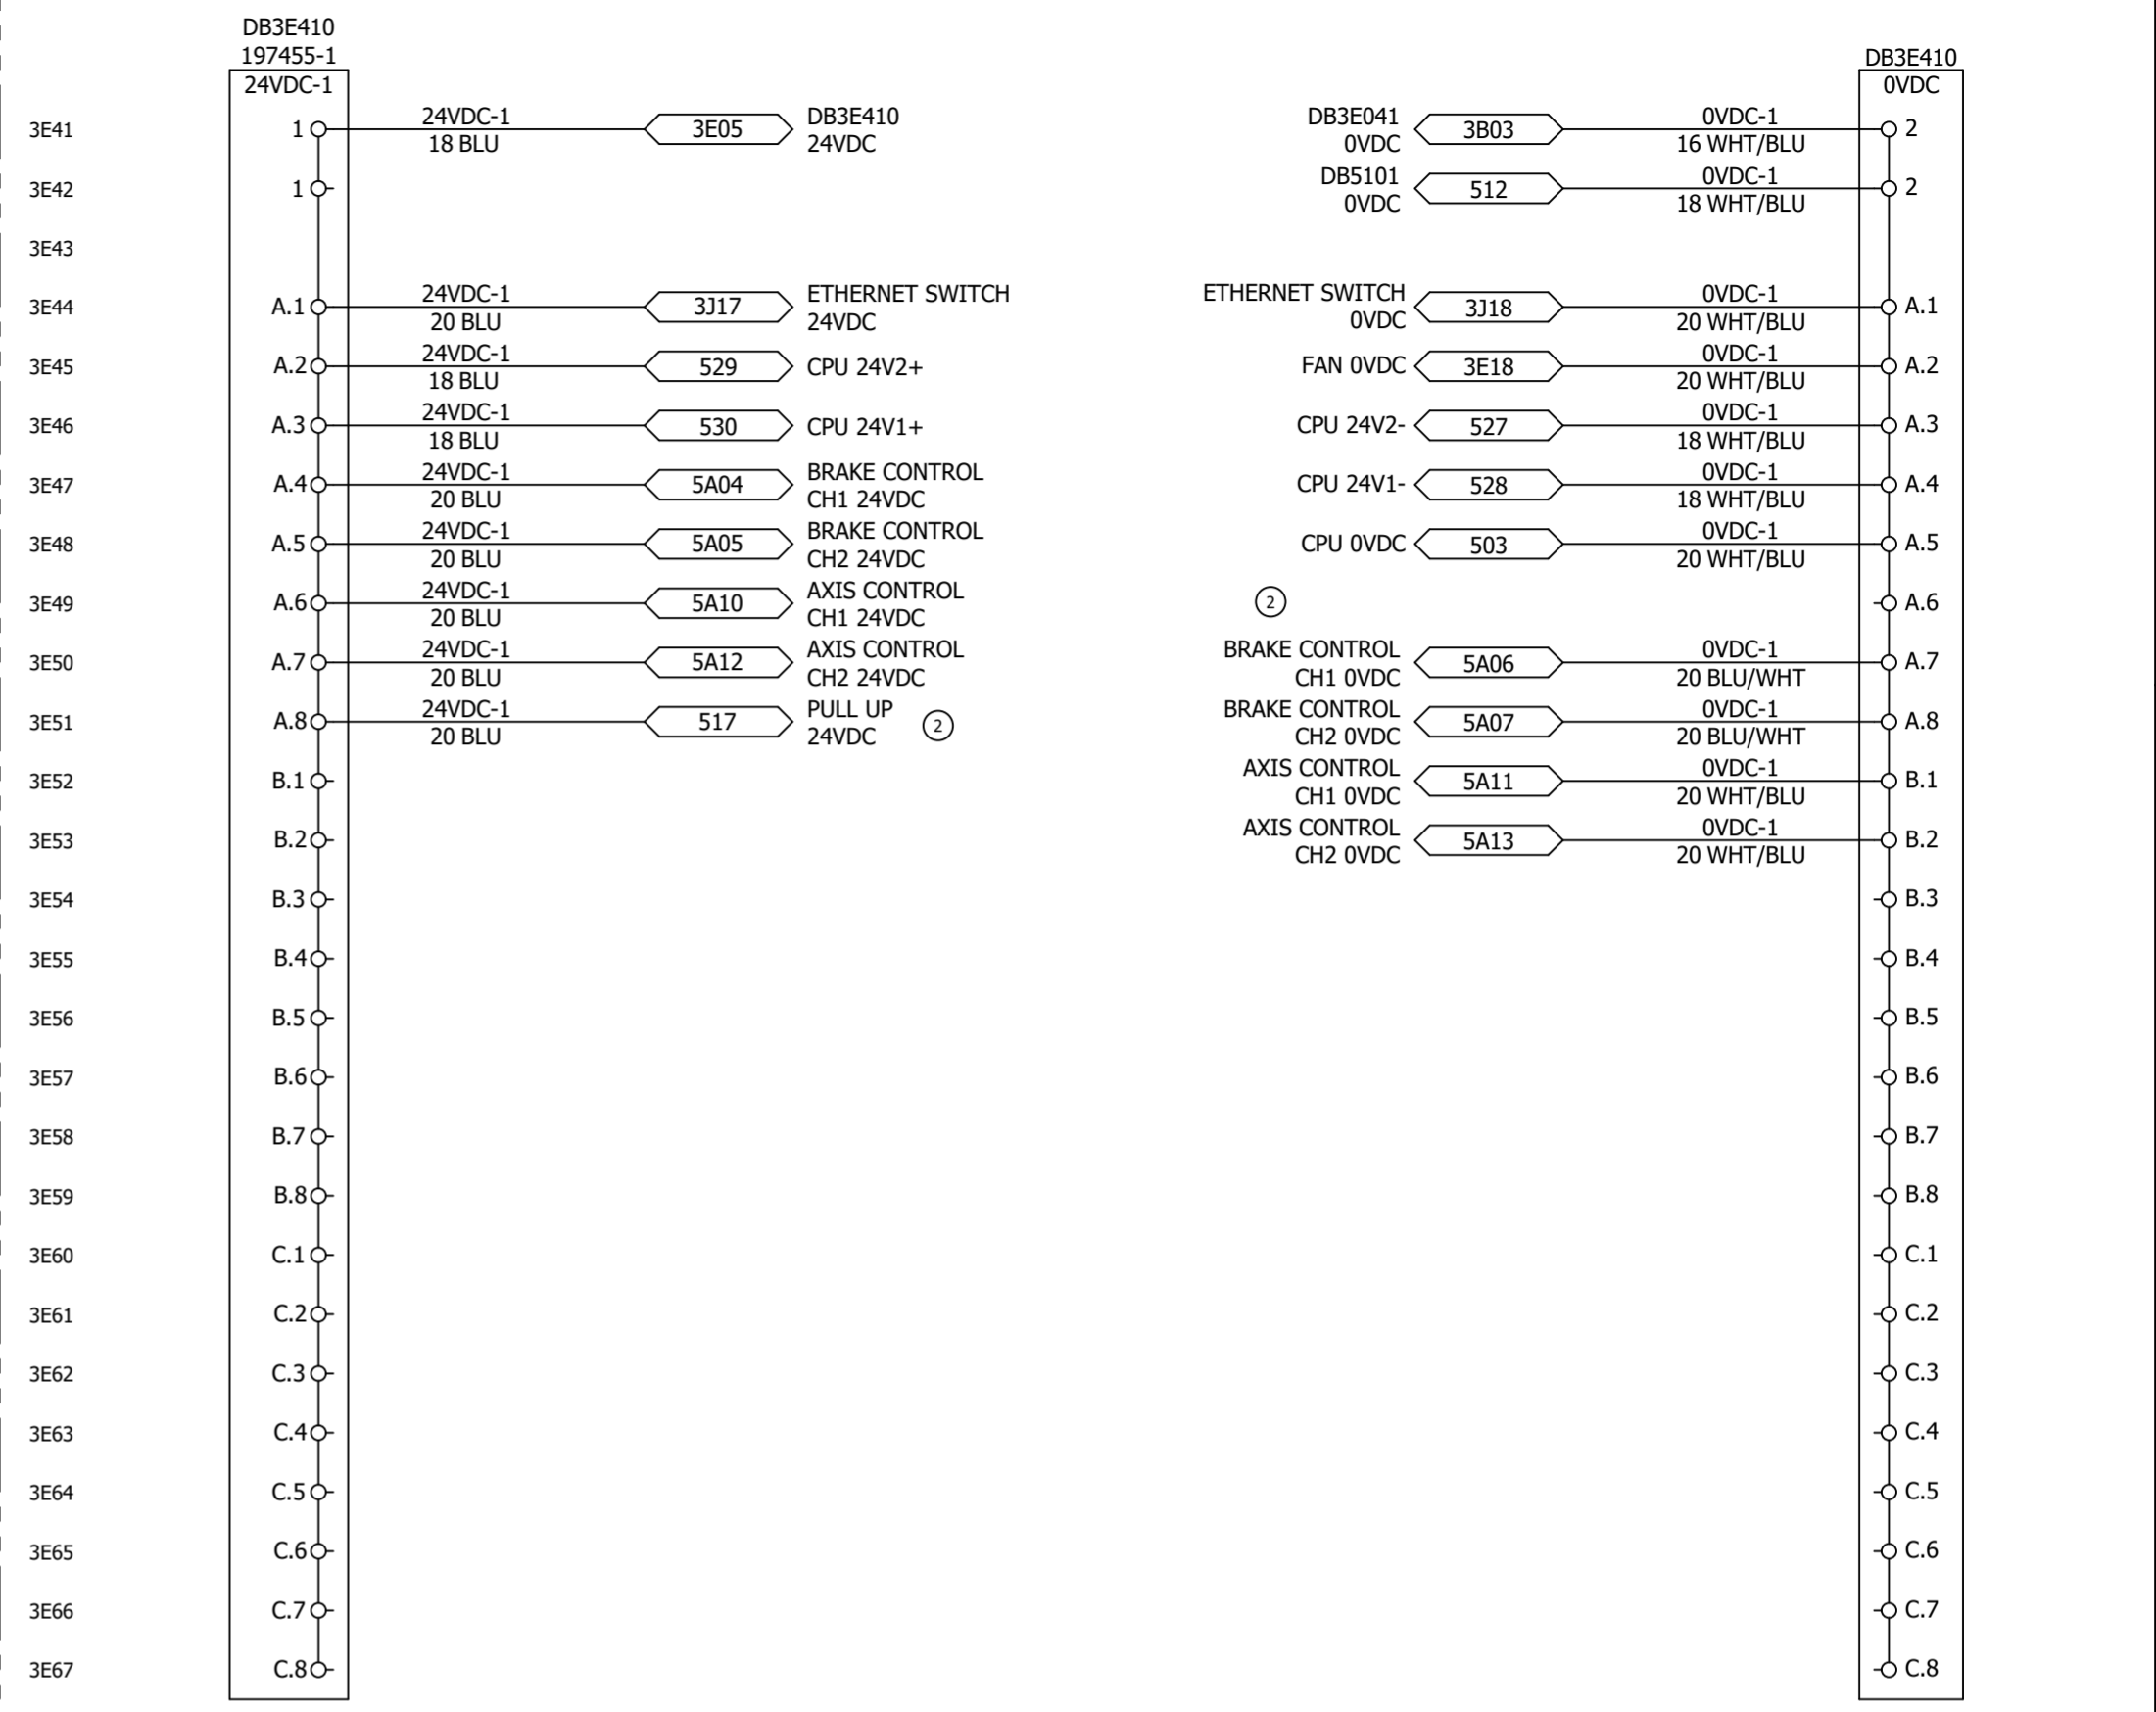 DB3E410
197455-1
24VDC-1
DB3E410
0VDC
3E41
1
24VDC-1
18 BLU
3E05
DB3E410
24VDC
DB3E041
0VDC
3B03
0VDC-1
16 WHT/BLU
2
3E42
1
DB5101
0VDC
512
0VDC-1
18 WHT/BLU
2
3E43
3E44
A.1
24VDC-1
20 BLU
3J17
ETHERNET SWITCH
24VDC
ETHERNET SWITCH
0VDC
3J18
0VDC-1
20 WHT/BLU
A.1
3E45
A.2
24VDC-1
18 BLU
529
CPU 24V2+
FAN 0VDC
3E18
0VDC-1
20 WHT/BLU
A.2
3E46
A.3
24VDC-1
18 BLU
530
CPU 24V1+
CPU 24V2-
527
0VDC-1
18 WHT/BLU
A.3
3E47
A.4
24VDC-1
20 BLU
5A04
BRAKE CONTROL
CH1 24VDC
CPU 24V1-
528
0VDC-1
18 WHT/BLU
A.4
3E48
A.5
24VDC-1
20 BLU
5A05
BRAKE CONTROL
CH2 24VDC
CPU 0VDC
503
0VDC-1
20 WHT/BLU
A.5
3E49
A.6
24VDC-1
20 BLU
5A10
AXIS CONTROL
CH1 24VDC
2
A.6
3E50
A.7
24VDC-1
20 BLU
5A12
AXIS CONTROL
CH2 24VDC
BRAKE CONTROL
CH1 0VDC
5A06
0VDC-1
20 BLU/WHT
A.7
3E51
A.8
24VDC-1
20 BLU
517
PULL UP
24VDC
2
BRAKE CONTROL
CH2 0VDC
5A07
0VDC-1
20 BLU/WHT
A.8
3E52
B.1
AXIS CONTROL
CH1 0VDC
5A11
0VDC-1
20 WHT/BLU
B.1
3E53
B.2
AXIS CONTROL
CH2 0VDC
5A13
0VDC-1
20 WHT/BLU
B.2
3E54
B.3
B.3
3E55
B.4
B.4
3E56
B.5
B.5
3E57
B.6
B.6
3E58
B.7
B.7
3E59
B.8
B.8
3E60
C.1
C.1
3E61
C.2
C.2
3E62
C.3
C.3
3E63
C.4
C.4
3E64
C.5
C.5
3E65
C.6
C.6
3E66
C.7
C.7
3E67
C.8
C.8